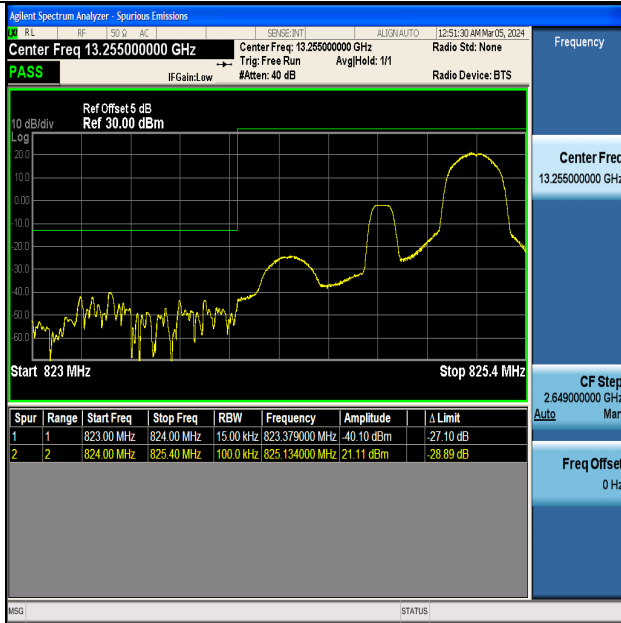 Agilent Spectrum Analyzer - Spurious Emissions
RL RF 50 Ω AC SENSE:INT ALIGN AUTO 12:51:30 AM Mar 05, 2024
Center Freq 13.255000000 GHz
Center Freq: 13.255000000 GHz
Radio Std: None
Trig: Free Run Avg|Hold: 1/1
PASS
IFGain:Low
#Atten: 40 dB
Radio Device: BTS
Ref Offset 5 dB
10 dB/div Ref 30.00 dBm
Log
20.0
10.0
0.00
-10.0
-20.0
-30.0
-40.0
-50.0
-60.0
Start 823 MHz Stop 825.4 MHz
Spur Range Start Freq Stop Freq RBW Frequency Amplitude Δ Limit
1 1 823.00 MHz 824.00 MHz 15.00 kHz 823.379000 MHz -40.10 dBm -27.10 dB
2 2 824.00 MHz 825.40 MHz 100.0 kHz 825.134000 MHz 21.11 dBm -28.89 dB
Frequency
Center Freq
13.255000000 GHz
CF Step
2.649000000 GHz
Auto Man
Freq Offset
0 Hz
MSG STATUS